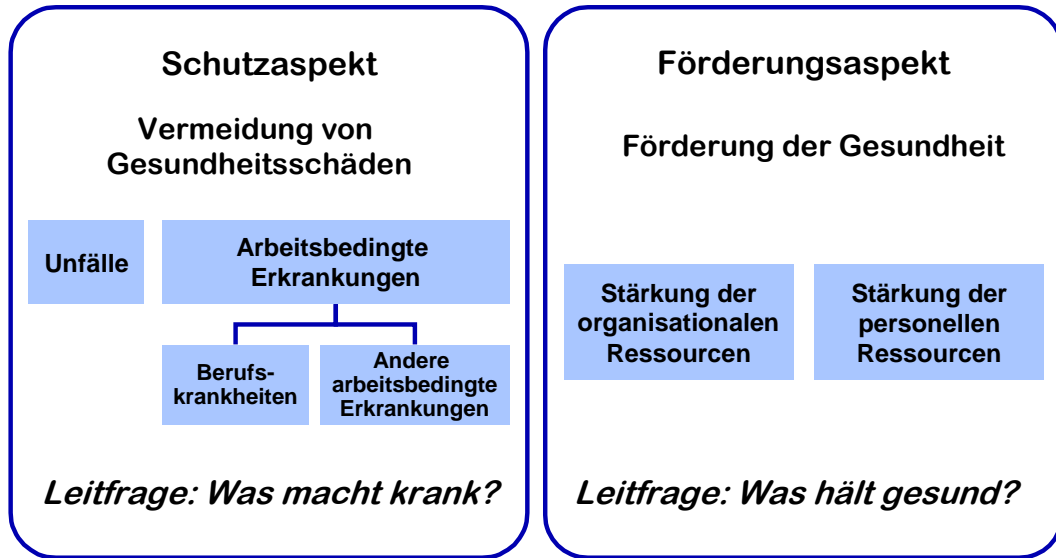 Schutzaspekt
Vermeidung von
Gesundheitsschäden
Unfälle
Arbeitsbedingte
Erkrankungen
Berufs-
krankheiten
Andere
arbeitsbedingte
Erkrankungen
Leitfrage: Was macht krank?
Förderungsaspekt
Förderung der Gesundheit
Stärkung der
organisationalen
Ressourcen
Stärkung der
personellen
Ressourcen
Leitfrage: Was hält gesund?